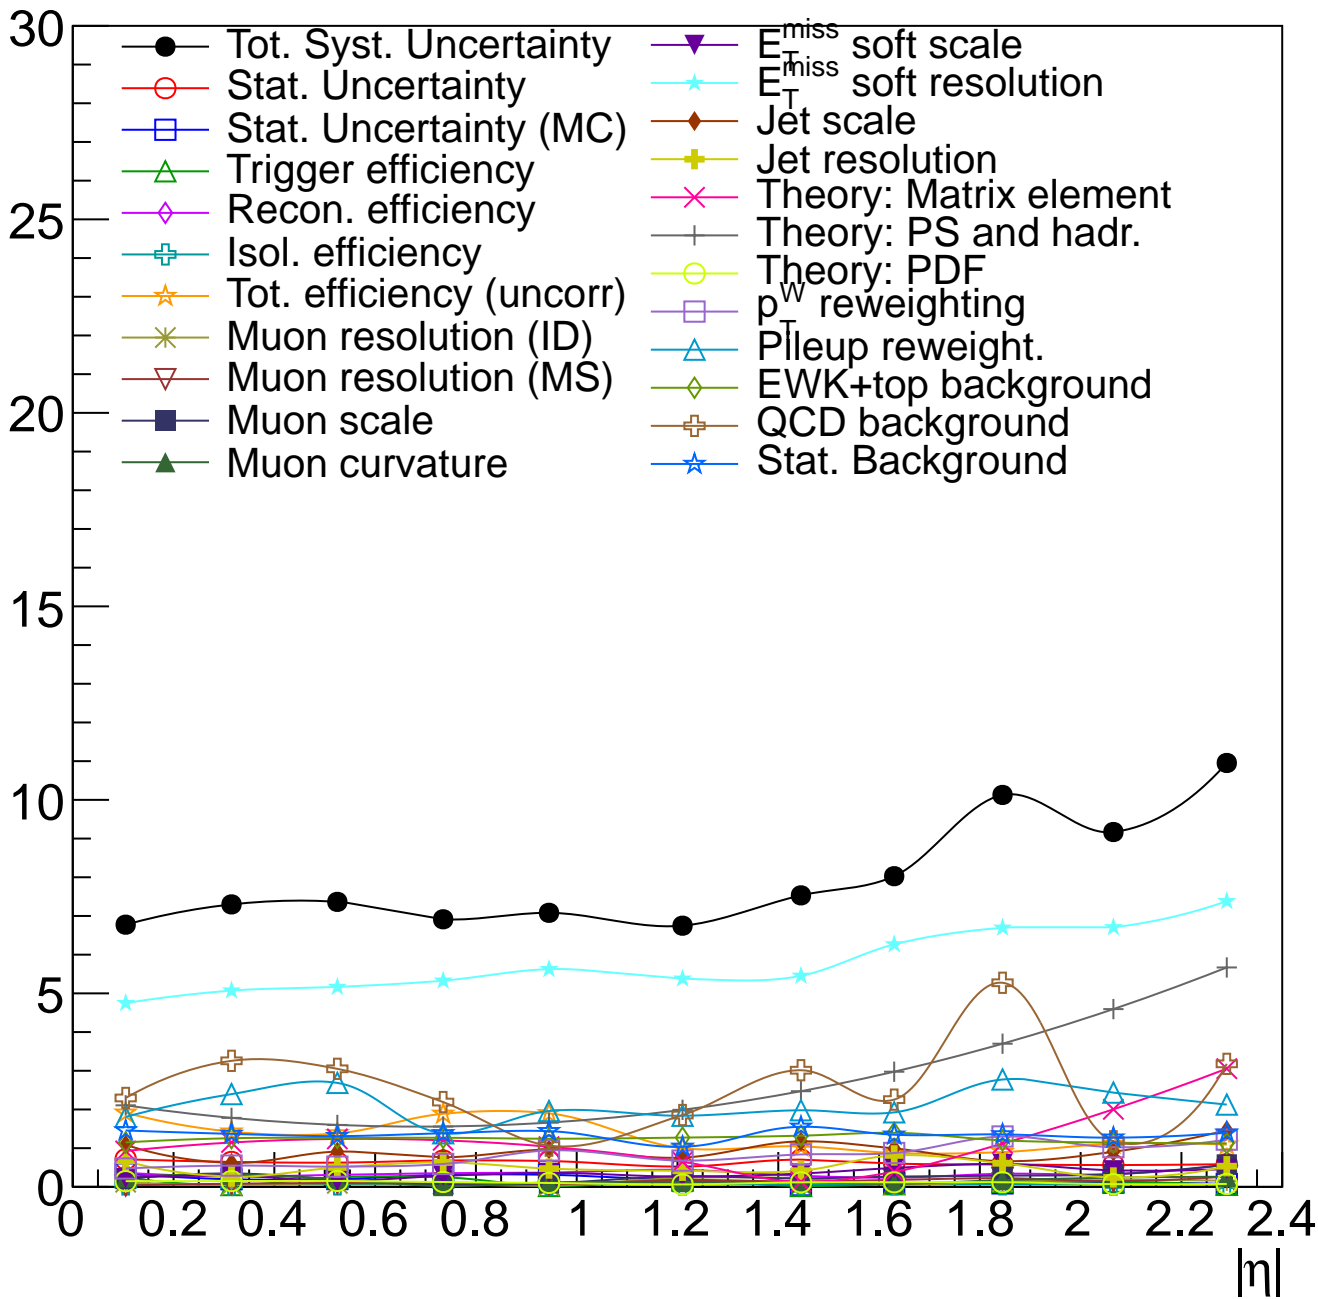 30
25
20
15
10
5
0
Tot. Syst. Uncertainty
Stat. Uncertainty
Stat. Uncertainty (MC)
Trigger efficiency
Recon. efficiency
Isol. efficiency
Tot. efficiency (uncorr)
Muon resolution (ID)
Muon resolution (MS)
Muon scale
Muon curvature
E_T^miss soft scale
E_T^miss soft resolution
Jet scale
Jet resolution
Theory: Matrix element
Theory: PS and hadr.
Theory: PDF
p_T^W reweighting
Pileup reweight.
EWK+top background
QCD background
Stat. Background
0 0.2 0.4 0.6 0.8 1 1.2 1.4 1.6 1.8 2 2.2 2.4
|η|